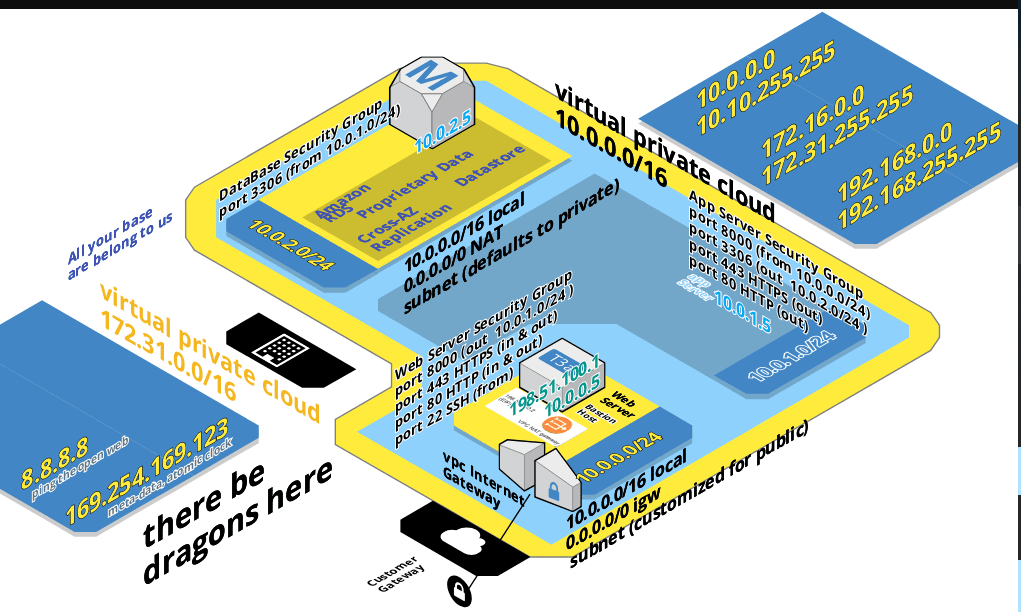 M
10.0.2.5
DataBase Security Group
port 3306 (from 10.0.1.0/24)
Amazon
RDS
Proprietary Data
Datastore
Cross-AZ
Replication
10.0.2.0/24
virtual private cloud
10.0.0.0/16
10.0.0.0
10.10.255.255
172.16.0.0
172.31.255.255
192.168.0.0
192.168.255.255
All your base
are belong to us
10.0.0.0/16 local
0.0.0.0/0 NAT
subnet (defaults to private)
App Server Security Group
port 8000 (from 10.0.0.0/24)
port 3306 (out 10.0.2.0/24)
port 443 HTTPS (out)
port 80 HTTP (out)
app
server
10.0.1.5
10.0.1.0/24
virtual private cloud
172.31.0.0/16
Web Server Security Group
port 8000 (out 10.0.1.0/24)
port 443 HTTPS (in & out)
port 80 HTTP (in & out)
port 22 SSH (from)
T3
198.51.100.1
10.0.0.5
Web
Server
Bastion
Host
VPC NAT gateway
10.0.0.0/24
8.8.8.8
ping the open web
169.254.169.123
meta-data, atomic clock
there be
dragons here
vpc Internet
Gateway
10.0.0.0/16 local
0.0.0.0/0 igw
subnet (customized for public)
Customer
Gateway